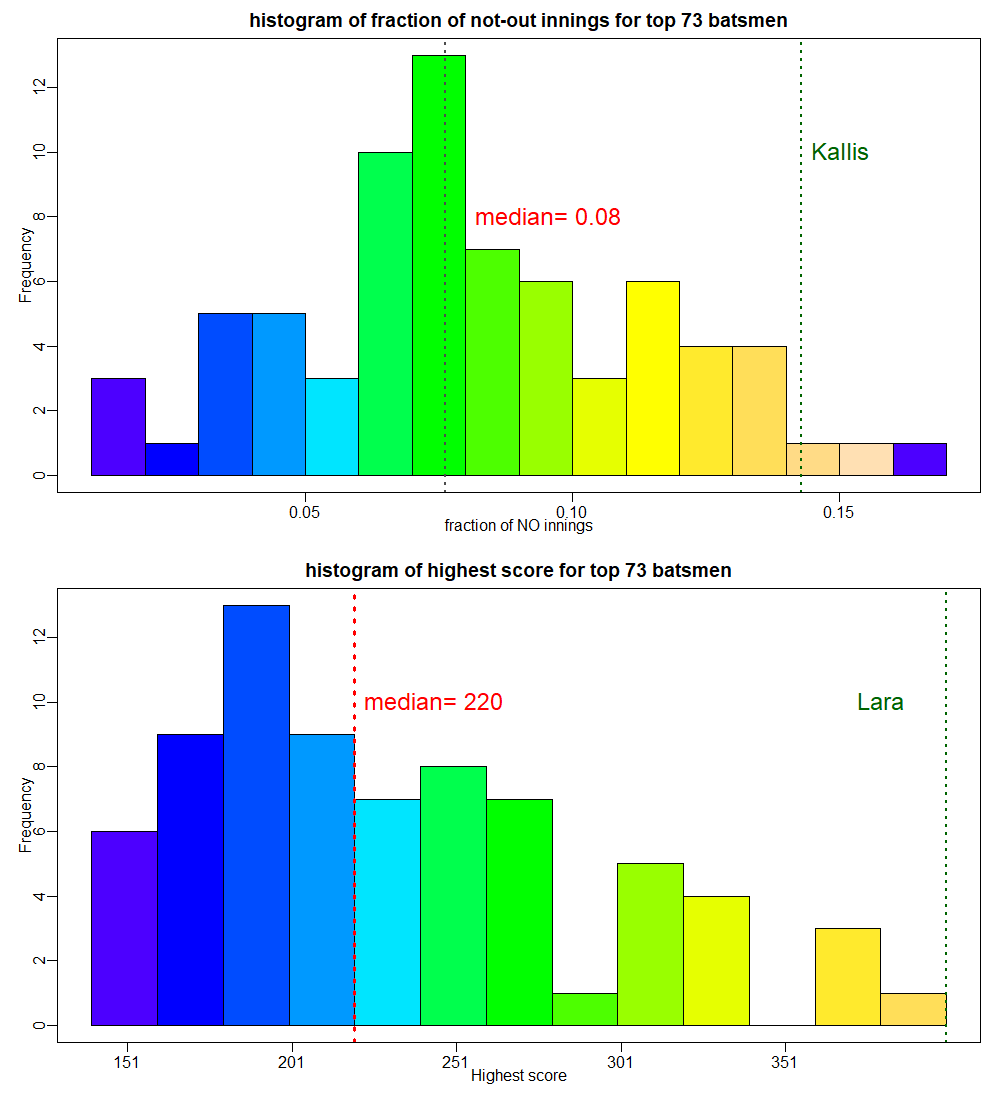 histogram of fraction of not-out innings for top 73 batsmen
12
10
8
6
4
2
0
Frequency
Kallis
median= 0.08
0.05 0.10 0.15
fraction of NO innings
histogram of highest score for top 73 batsmen
12
10
8
6
4
2
0
Frequency
median= 220
Lara
151 201 251 301 351
Highest score